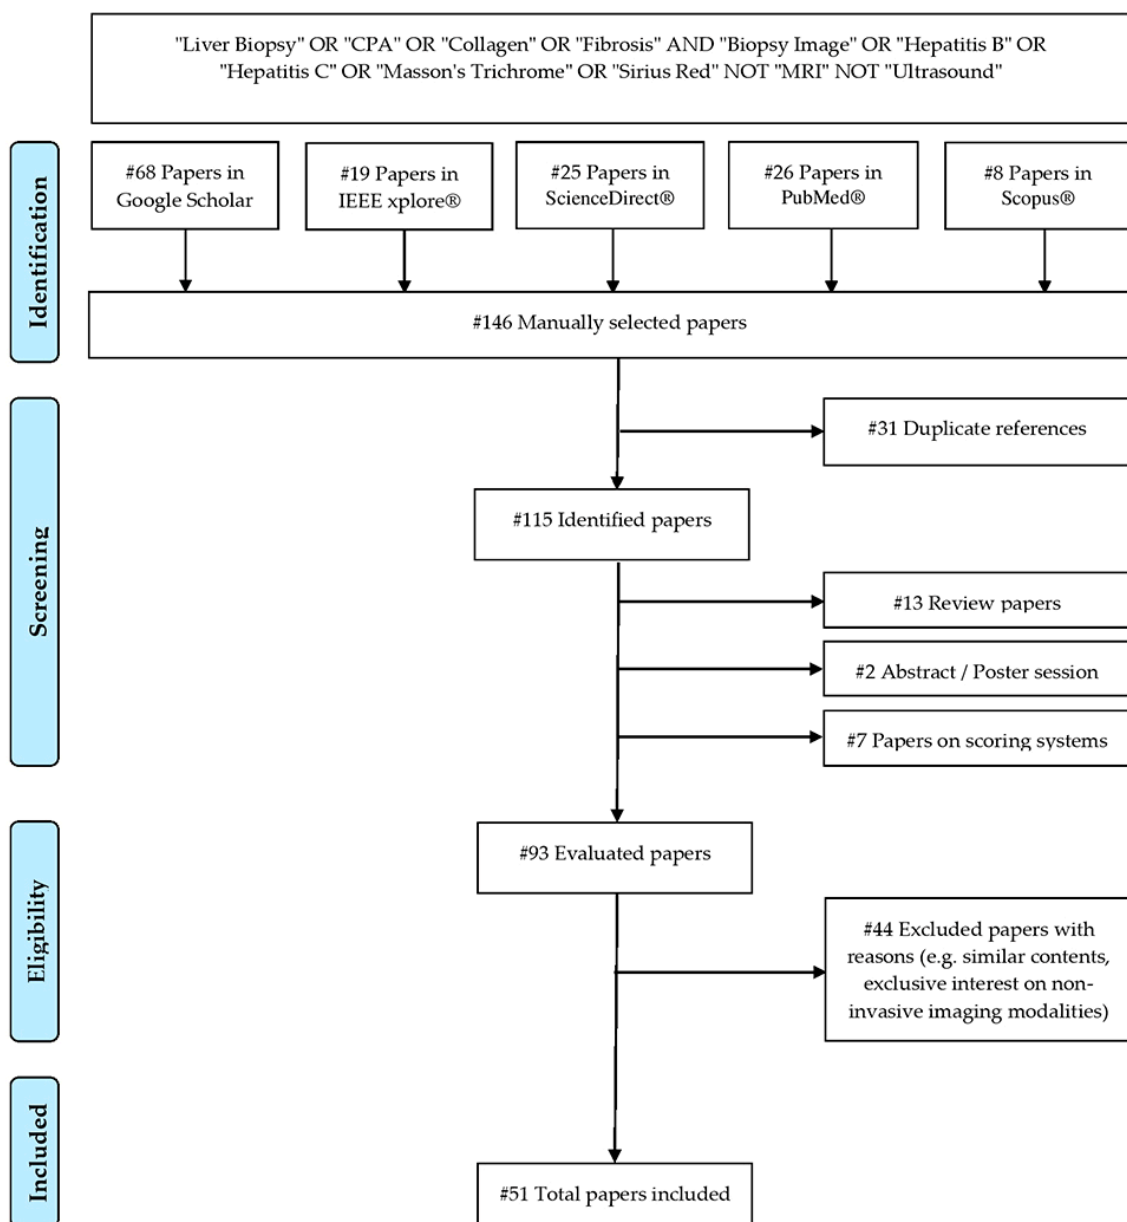 "Liver Biopsy" OR "CPA" OR "Collagen" OR "Fibrosis" AND "Biopsy Image" OR "Hepatitis B" OR
"Hepatitis C" OR "Masson's Trichrome" OR "Sirius Red" NOT "MRI" NOT "Ultrasound"
Identification
#68 Papers in
Google Scholar
#19 Papers in
IEEE xplore®
#25 Papers in
ScienceDirect®
#26 Papers in
PubMed®
#8 Papers in
Scopus®
#146 Manually selected papers
Screening
#31 Duplicate references
#115 Identified papers
#13 Review papers
#2 Abstract / Poster session
#7 Papers on scoring systems
Eligibility
#93 Evaluated papers
#44 Excluded papers with
reasons (e.g. similar contents,
exclusive interest on non-
invasive imaging modalities)
Included
#51 Total papers included